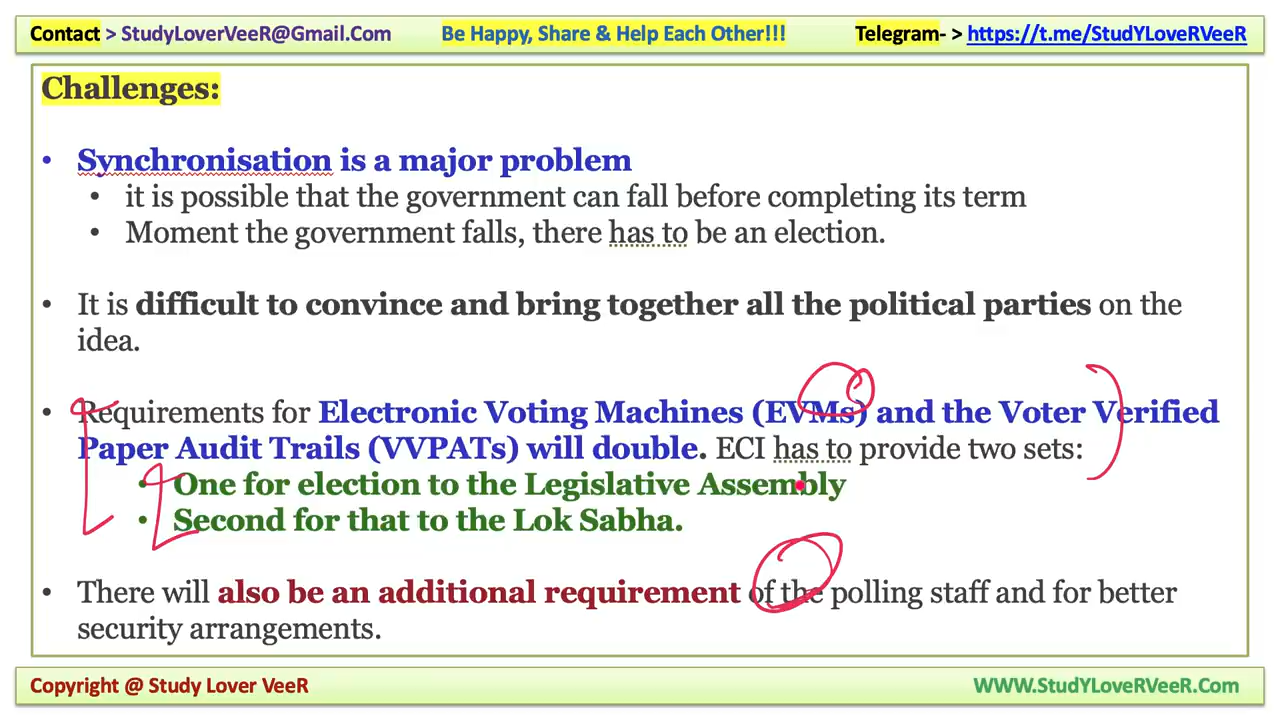 Contact > StudyLoverVeeR@Gmail.Com Be Happy, Share & Help Each Other!!! Telegram- > https://t.me/StudYLoveRVeeR
Challenges:
• Synchronisation is a major problem
• it is possible that the government can fall before completing its term
• Moment the government falls, there has to be an election.
• It is difficult to convince and bring together all the political parties on the
idea.
• Requirements for Electronic Voting Machines (EVMs) and the Voter Verified
Paper Audit Trails (VVPATs) will double. ECI has to provide two sets:
• One for election to the Legislative Assembly
• Second for that to the Lok Sabha.
• There will also be an additional requirement of the polling staff and for better
security arrangements.
Copyright @ Study Lover VeeR WWW.StudYLoveRVeeR.Com